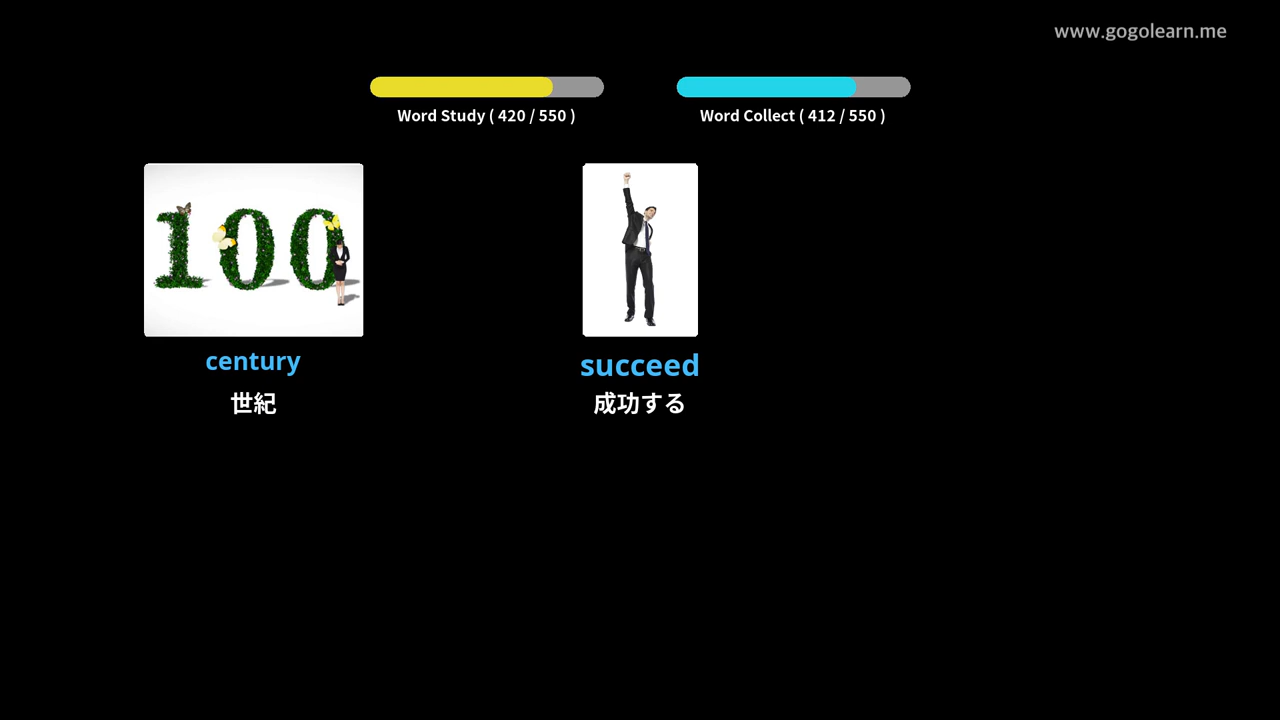 www.gogolearn.me
Word Study ( 420 / 550 )
Word Collect ( 412 / 550 )
100
century
世紀
succeed
成功する